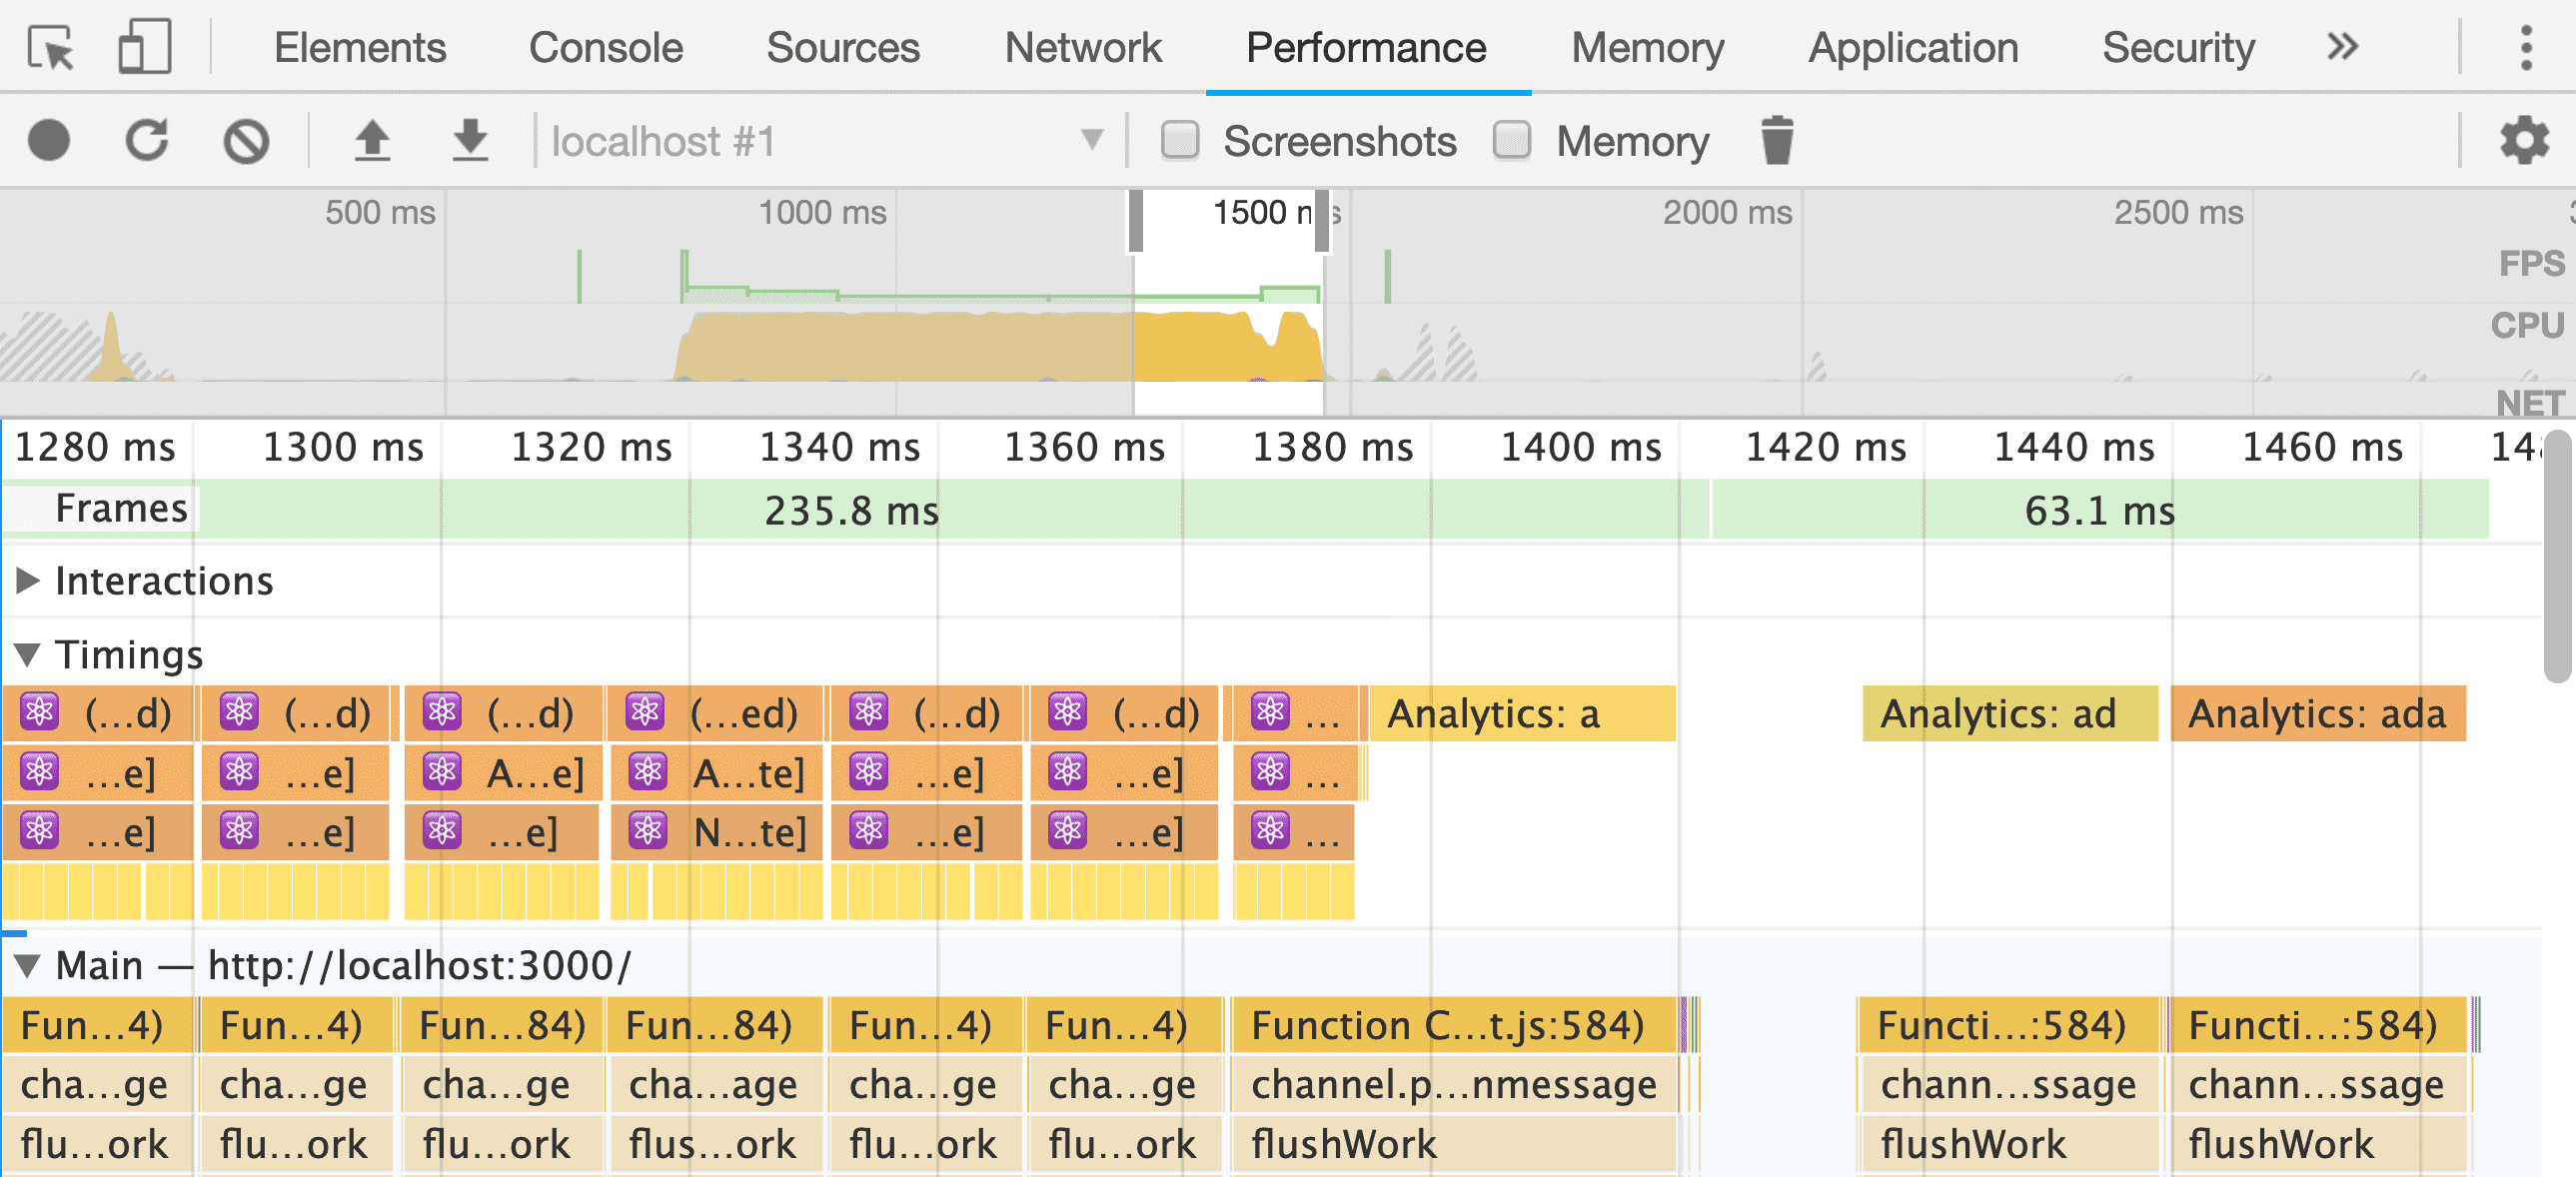 Elements Console Sources Network Performance Memory Application Security
localhost #1 Screenshots Memory
500 ms 1000 ms 1500 ms 2000 ms 2500 ms
FPS
CPU
NET
1280 ms 1300 ms 1320 ms 1340 ms 1360 ms 1380 ms 1400 ms 1420 ms 1440 ms 1460 ms
Frames 235.8 ms 63.1 ms
Interactions
Timings
(...d) (...d) (...d) (...ed) (...d) (...d) ... Analytics: a Analytics: ad Analytics: ada
...e] ...e] A...e] A...te] ...e] ...e] ...
...e] ...e] ...e] N...te] ...e] ...e] ...
Main — http://localhost:3000/
Fun...4) Fun...4) Fun...84) Fun...84) Fun...4) Fun...4) Function C...t.js:584) Functi...:584) Functi...:584)
cha...ge cha...ge cha...ge cha...age cha...ge cha...ge channel.p...nmessage chann...ssage chann...ssage
flu...ork flu...ork flu...ork flus...ork flu...ork flu...ork flushWork flushWork flushWork